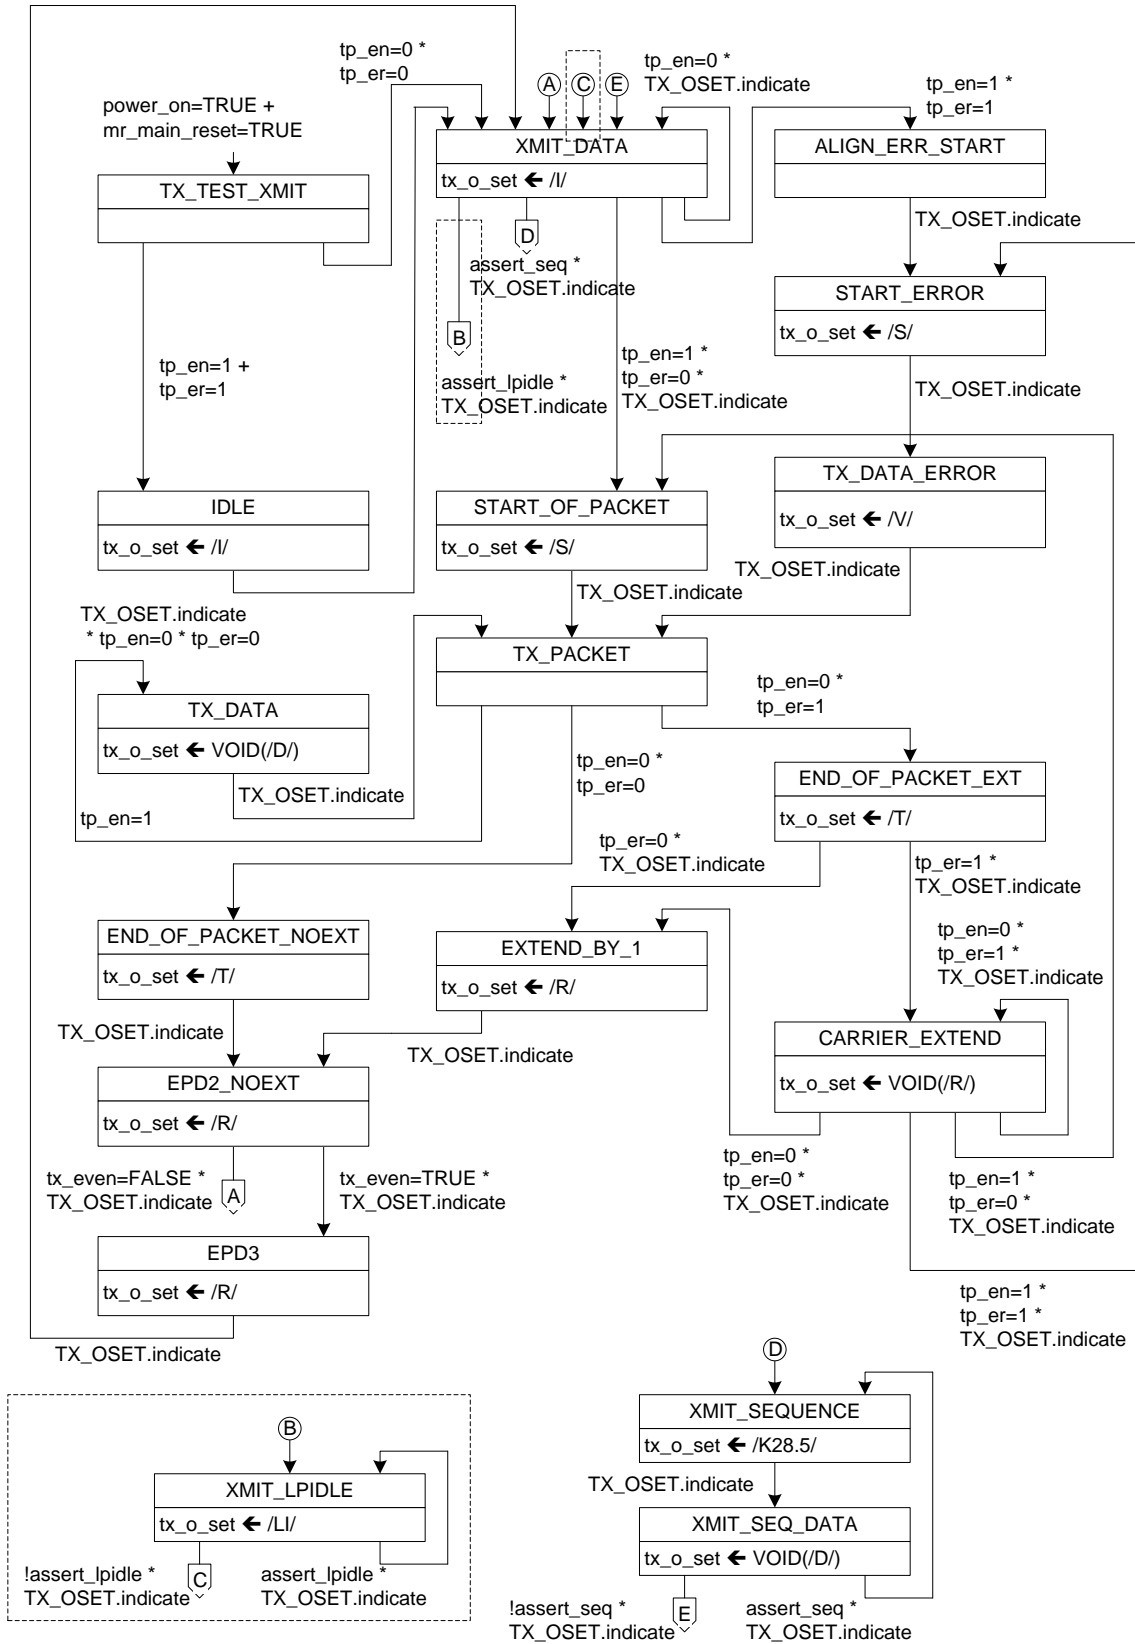 tp_en=0 *
tp_er=0
power_on=TRUE +
mr_main_reset=TRUE
TX_TEST_XMIT
tp_en=1 +
tp_er=1
A
C
E
tp_en=0 *
TX_OSET.indicate
XMIT_DATA
tx_o_set 🡰 /I/
D
assert_seq *
TX_OSET.indicate
B
assert_lpidle *
TX_OSET.indicate
tp_en=1 *
tp_er=0 *
TX_OSET.indicate
tp_en=1 *
tp_er=1
ALIGN_ERR_START
TX_OSET.indicate
START_ERROR
tx_o_set 🡰 /S/
TX_OSET.indicate
TX_DATA_ERROR
tx_o_set 🡰 /V/
TX_OSET.indicate
IDLE
tx_o_set 🡰 /I/
TX_OSET.indicate
* tp_en=0 * tp_er=0
START_OF_PACKET
tx_o_set 🡰 /S/
TX_OSET.indicate
TX_PACKET
TX_DATA
tx_o_set 🡰 VOID(/D/)
TX_OSET.indicate
tp_en=1
tp_en=0 *
tp_er=0
tp_en=0 *
tp_er=1
END_OF_PACKET_EXT
tx_o_set 🡰 /T/
tp_er=0 *
TX_OSET.indicate
tp_er=1 *
TX_OSET.indicate
END_OF_PACKET_NOEXT
tx_o_set 🡰 /T/
TX_OSET.indicate
EXTEND_BY_1
tx_o_set 🡰 /R/
TX_OSET.indicate
tp_en=0 *
tp_er=1 *
TX_OSET.indicate
CARRIER_EXTEND
tx_o_set 🡰 VOID(/R/)
tp_en=0 *
tp_er=0 *
TX_OSET.indicate
tp_en=1 *
tp_er=0 *
TX_OSET.indicate
tp_en=1 *
tp_er=1 *
TX_OSET.indicate
EPD2_NOEXT
tx_o_set 🡰 /R/
tx_even=FALSE *
TX_OSET.indicate
A
tx_even=TRUE *
TX_OSET.indicate
EPD3
tx_o_set 🡰 /R/
TX_OSET.indicate
B
XMIT_LPIDLE
tx_o_set 🡰 /LI/
!assert_lpidle *
TX_OSET.indicate
C
assert_lpidle *
TX_OSET.indicate
D
XMIT_SEQUENCE
tx_o_set 🡰 /K28.5/
TX_OSET.indicate
XMIT_SEQ_DATA
tx_o_set 🡰 VOID(/D/)
!assert_seq *
TX_OSET.indicate
E
assert_seq *
TX_OSET.indicate